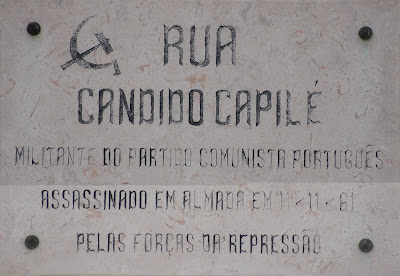 RUA
CANDIDO CAPILÉ
MILITANTE DO PARTIDO COMUNISTA PORTUGUÊS
ASSASSINADO EM ALMADA EM 11-11-61
PELAS FORÇAS DA REPRESSÃO